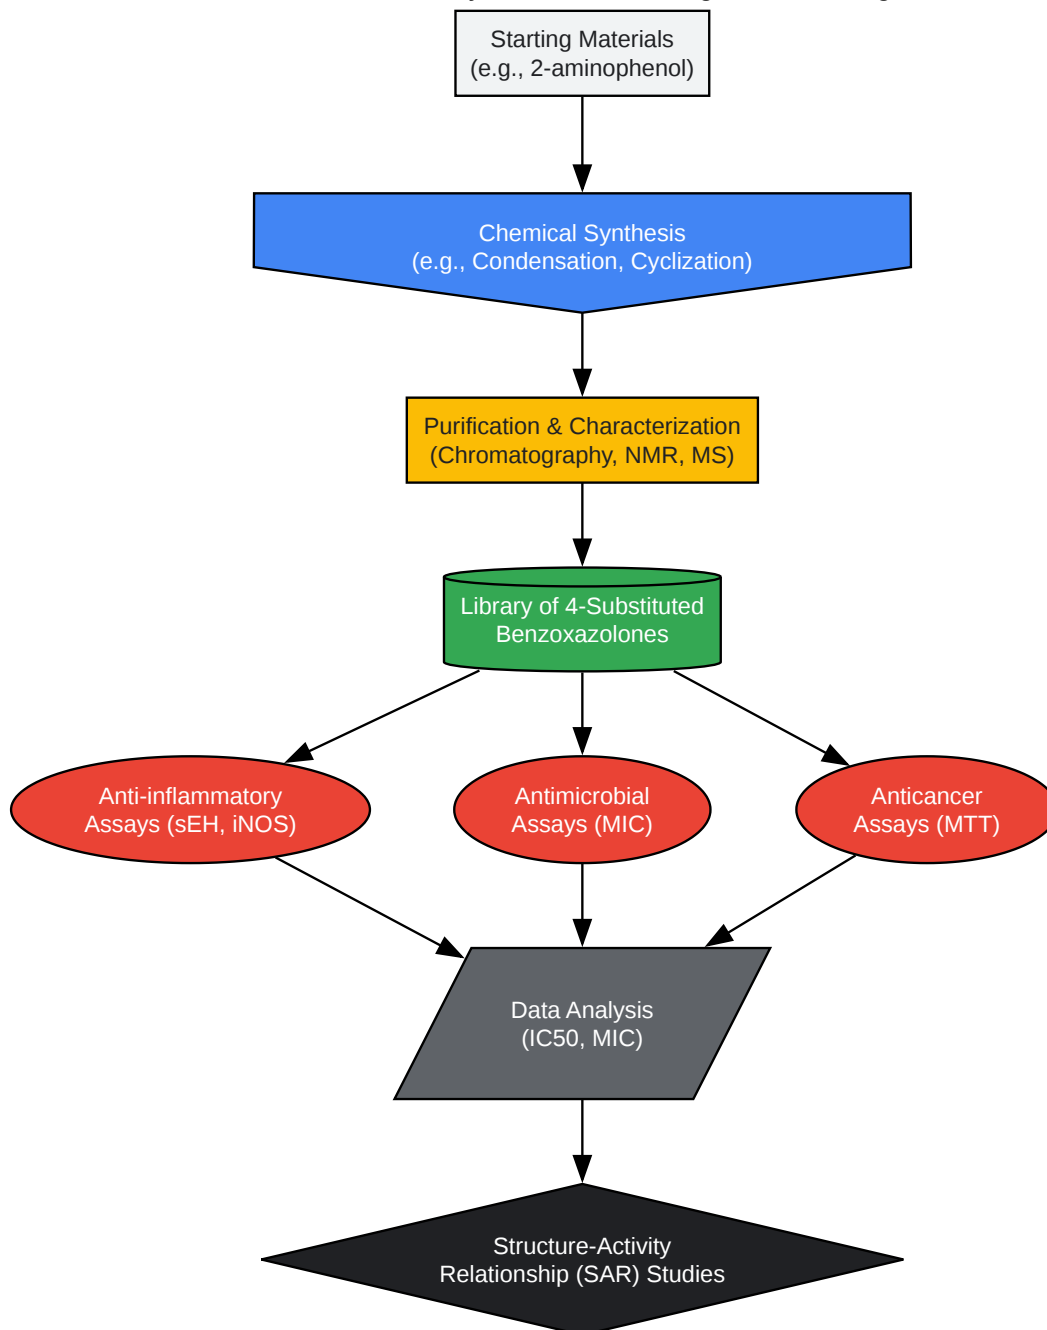 Starting Materials
(e.g., 2-aminophenol)
Chemical Synthesis
(e.g., Condensation, Cyclization)
Purification & Characterization
(Chromatography, NMR, MS)
Library of 4-Substituted
Benzoxazolones
Anti-inflammatory
Assays (sEH, iNOS)
Antimicrobial
Assays (MIC)
Anticancer
Assays (MTT)
Data Analysis
(IC50, MIC)
Structure-Activity
Relationship (SAR) Studies